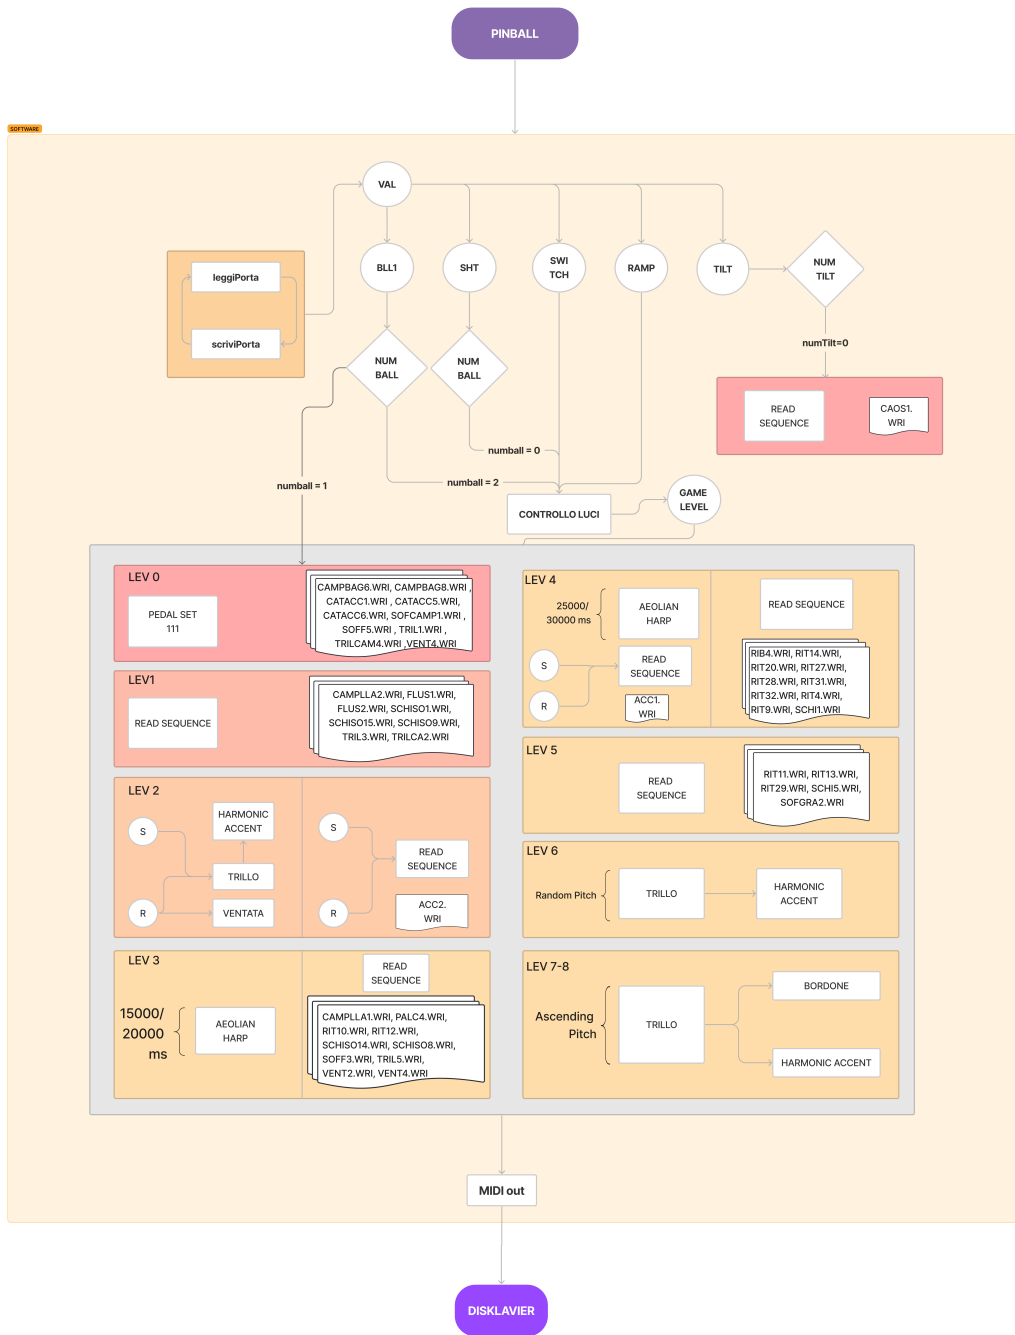 PINBALL
SOFTWARE
VAL
BLL1
SHT
SWI
TCH
RAMP
TILT
NUM
TILT
leggiPorta
scriviPorta
NUM
BALL
NUM
BALL
numTilt=0
READ
SEQUENCE
CAOS1.
WRI
numball = 0
numball = 2
numball = 1
CONTROLLO LUCI
GAME
LEVEL
LEV 0
PEDAL SET
111
CAMPBAG6.WRI, CAMPBAG8.WRI ,
CATACC1.WRI , CATACC5.WRI,
CATACC6.WRI, SOFCAMP1.WRI ,
SOFF5.WRI , TRIL1.WRI ,
TRILCAM4.WRI ,VENT4.WRI
LEV1
READ SEQUENCE
CAMPLLA2.WRI, FLUS1.WRI,
FLUS2.WRI, SCHISO1.WRI,
SCHISO15.WRI, SCHISO9.WRI,
TRIL3.WRI, TRILCA2.WRI
LEV 2
S
R
HARMONIC
ACCENT
TRILLO
VENTATA
S
R
READ
SEQUENCE
ACC2.
WRI
LEV 3
15000/
20000
ms
AEOLIAN
HARP
READ
SEQUENCE
CAMPLLA1.WRI, PALC4.WRI,
RIT10.WRI, RIT12.WRI,
SCHISO14.WRI, SCHISO8.WRI,
SOFF3.WRI, TRIL5.WRI,
VENT2.WRI, VENT4.WRI
LEV 4
25000/
30000 ms
AEOLIAN
HARP
S
R
READ
SEQUENCE
ACC1.
WRI
READ SEQUENCE
RIB4.WRI, RIT14.WRI,
RIT20.WRI, RIT27.WRI,
RIT28.WRI, RIT31.WRI,
RIT32.WRI, RIT4.WRI,
RIT9.WRI, SCHI1.WRI
LEV 5
READ
SEQUENCE
RIT11.WRI, RIT13.WRI,
RIT29.WRI, SCHI5.WRI,
SOFGRA2.WRI
LEV 6
Random Pitch
TRILLO
HARMONIC
ACCENT
LEV 7-8
Ascending
Pitch
TRILLO
BORDONE
HARMONIC ACCENT
MIDI out
DISKLAVIER